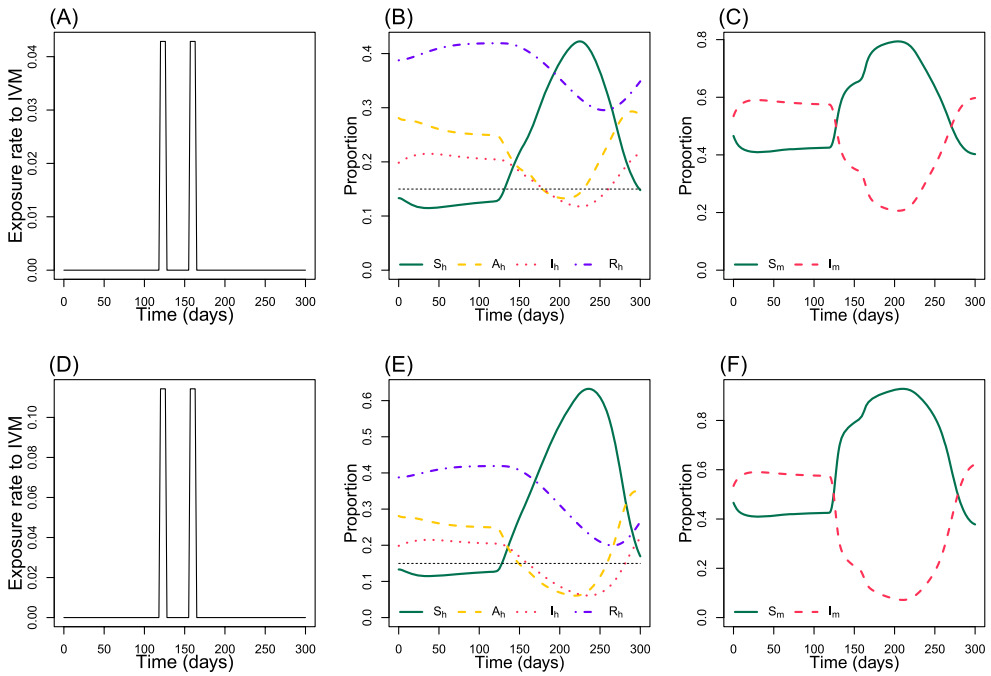 (A)
Exposure rate to IVM
0.00 0.01 0.02 0.03 0.04
0 50 100 150 200 250 300
Time (days)
(B)
Proportion
0.0 0.1 0.2 0.3 0.4
Sh Ah Ih Rh
0 50 100 150 200 250 300
Time (days)
(C)
Proportion
0.0 0.2 0.4 0.6 0.8
Sm Im
0 50 100 150 200 250 300
Time (days)
(D)
Exposure rate to IVM
0.00 0.02 0.04 0.06 0.08 0.10
0 50 100 150 200 250 300
Time (days)
(E)
Proportion
0.0 0.1 0.2 0.3 0.4 0.5 0.6
Sh Ah Ih Rh
0 50 100 150 200 250 300
Time (days)
(F)
Proportion
0.0 0.2 0.4 0.6 0.8
Sm Im
0 50 100 150 200 250 300
Time (days)